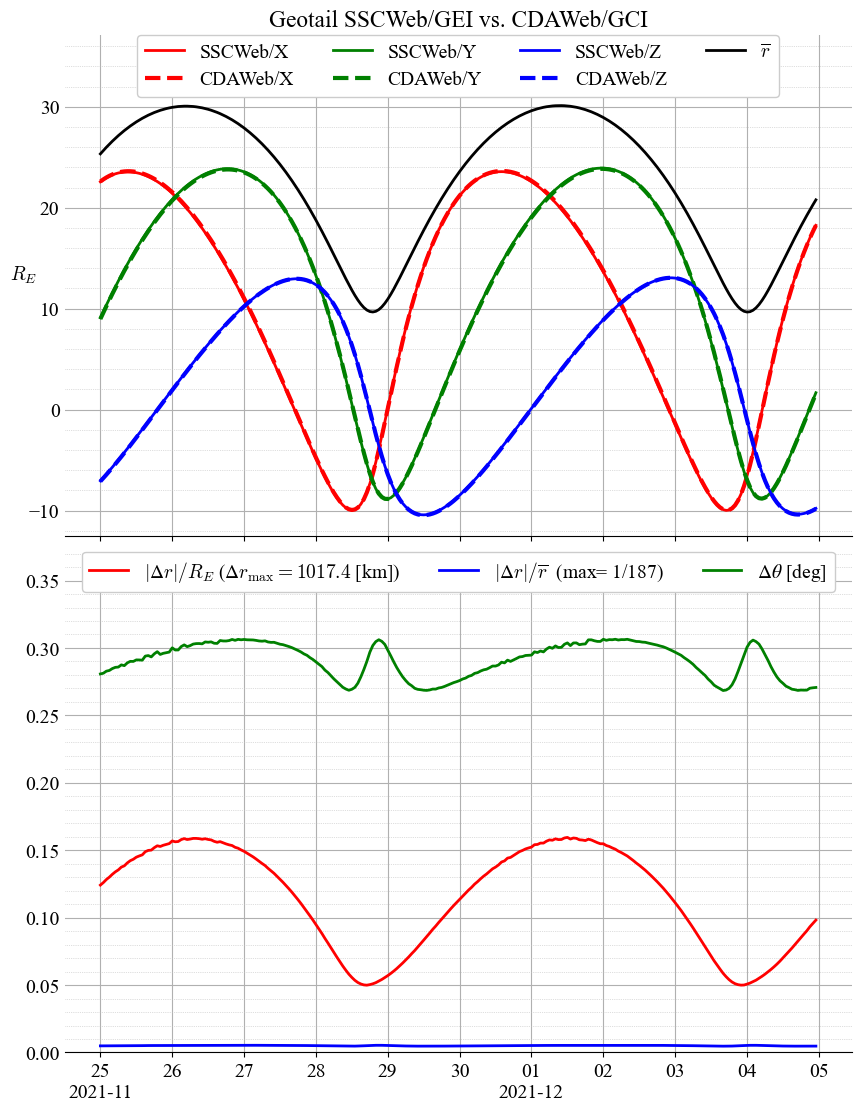 Geotail SSCWeb/GEI vs. CDAWeb/GCI
SSCWeb/X SSCWeb/Y SSCWeb/Z r̅
CDAWeb/X CDAWeb/Y CDAWeb/Z
30
20
R_E
10
0
−10
|Δr|/R_E (Δr_max = 1017.4 [km]) |Δr|/r̅ (max= 1/187) Δθ [deg]
0.35
0.30
0.25
0.20
0.15
0.10
0.05
0.00
25 26 27 28 29 30 01 02 03 04 05
2021-11 2021-12